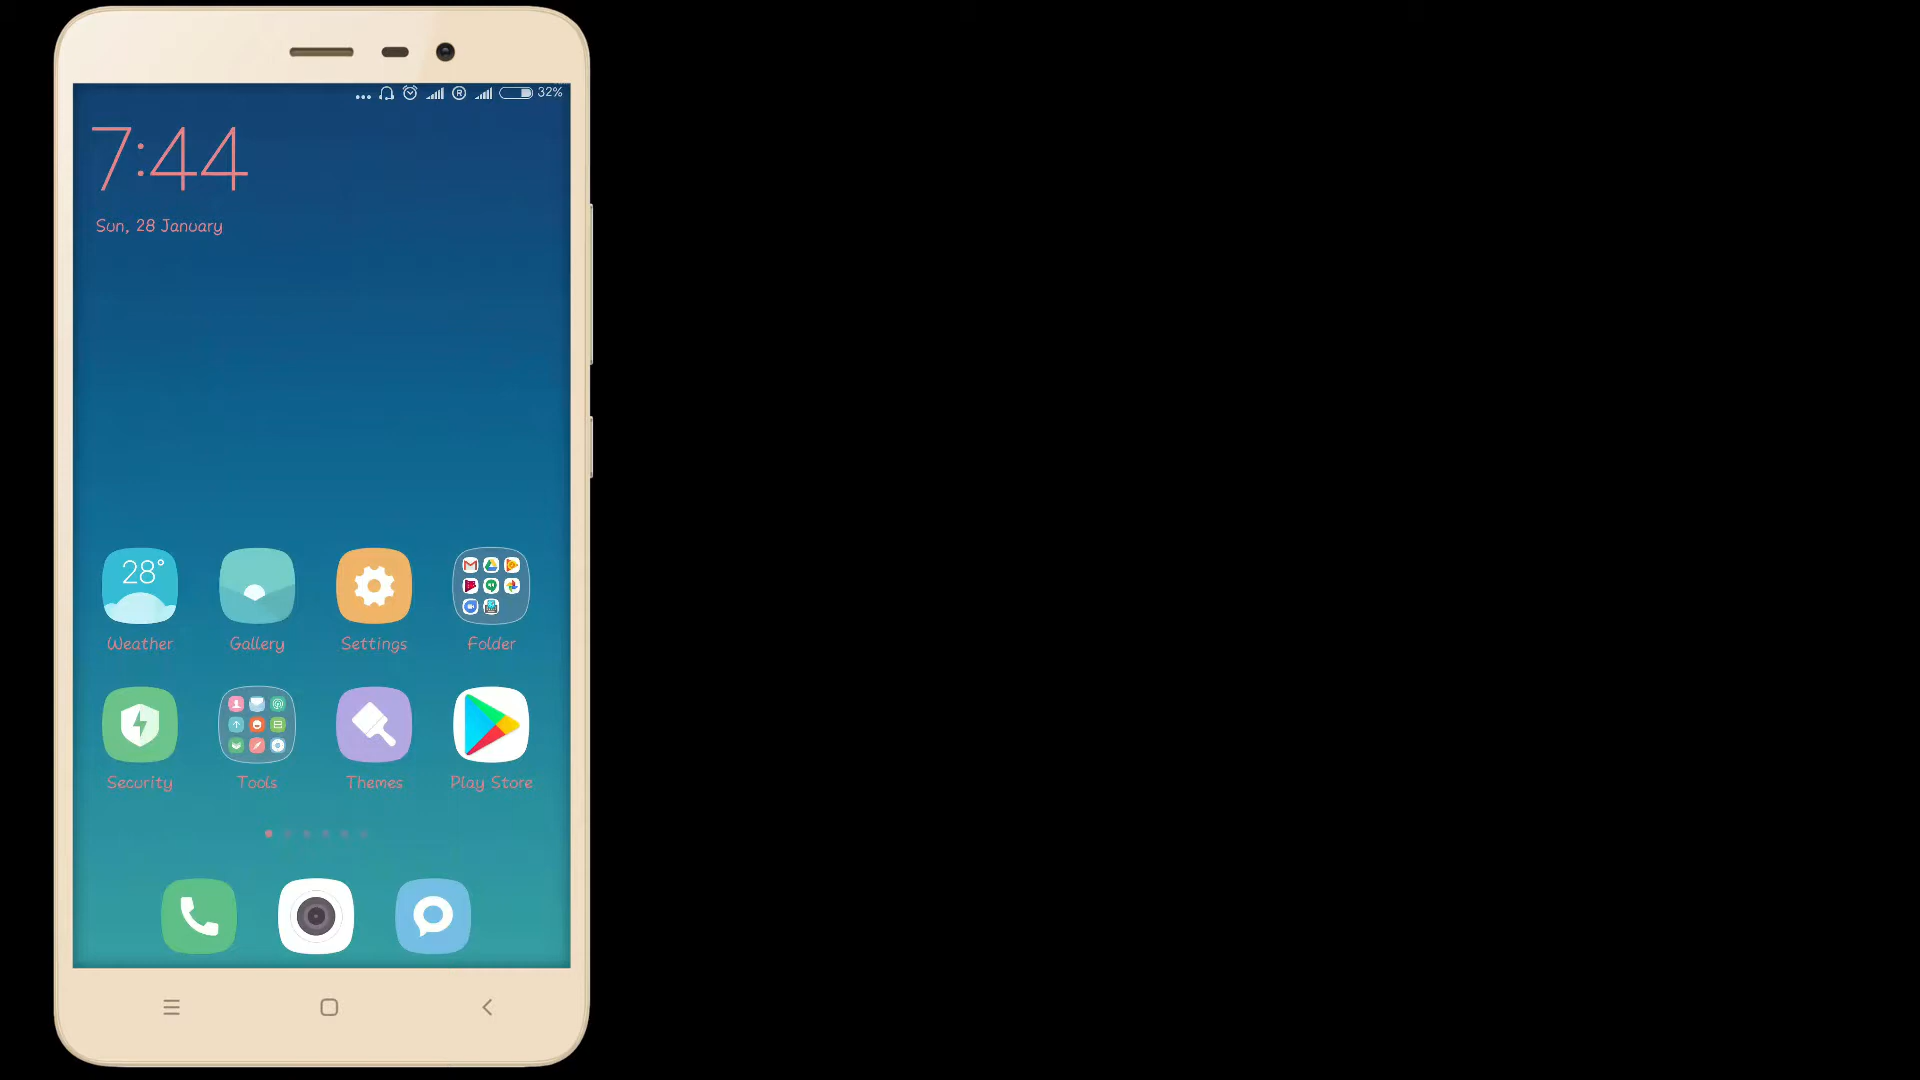 32%
7:44
Sun, 28 January
28°
Weather
Gallery
Settings
Folder
Security
Tools
Themes
Play Store